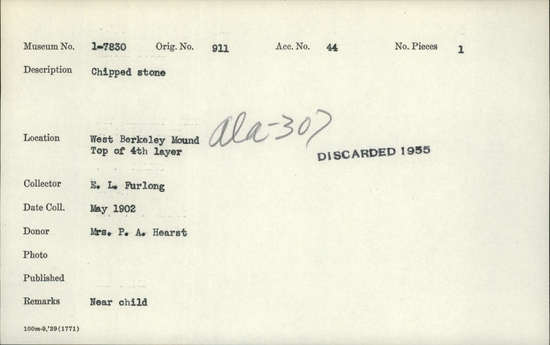 Museum No. 1-7830 Orig. No. 911 Acc. No. 44 No. Pieces 1
Description Chipped stone
Location West Berkeley Mound Ala-307
Top of 4th layer DISCARDED 1955
Collector E. L. Furlong
Date Coll. May 1902
Donor Mrs. P. A. Hearst
Photo
Published
Remarks Near child
100m-9,'39(1771)